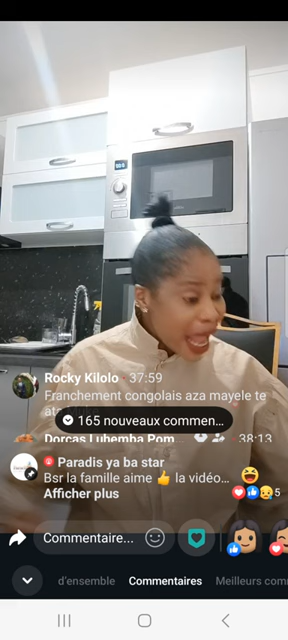 Rocky Kilolo · 37:59
Franchement congolais aza mayele te
165 nouveaux commen...
Dorcas Lubemba Pom 38:13
Paradis ya ba star
Bsr la famille aime 👍 la vidéo...
Afficher plus
5
Commentaire...
d'ensemble Commentaires Meilleurs com